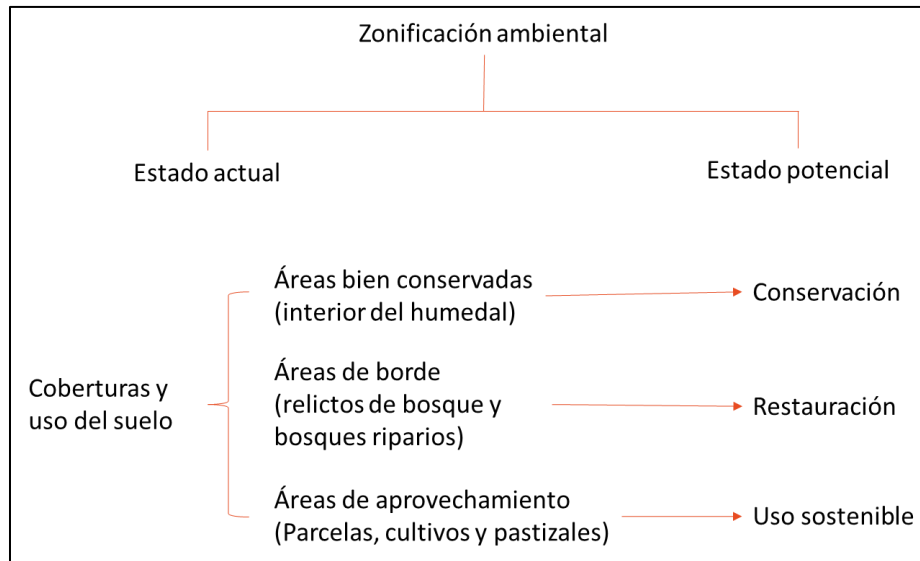 Zonificación ambiental
Estado actual
Estado potencial
Coberturas y
uso del suelo
Áreas bien conservadas
(interior del humedal)
Conservación
Áreas de borde
(relictos de bosque y
bosques riparios)
Restauración
Áreas de aprovechamiento
(Parcelas, cultivos y pastizales)
Uso sostenible